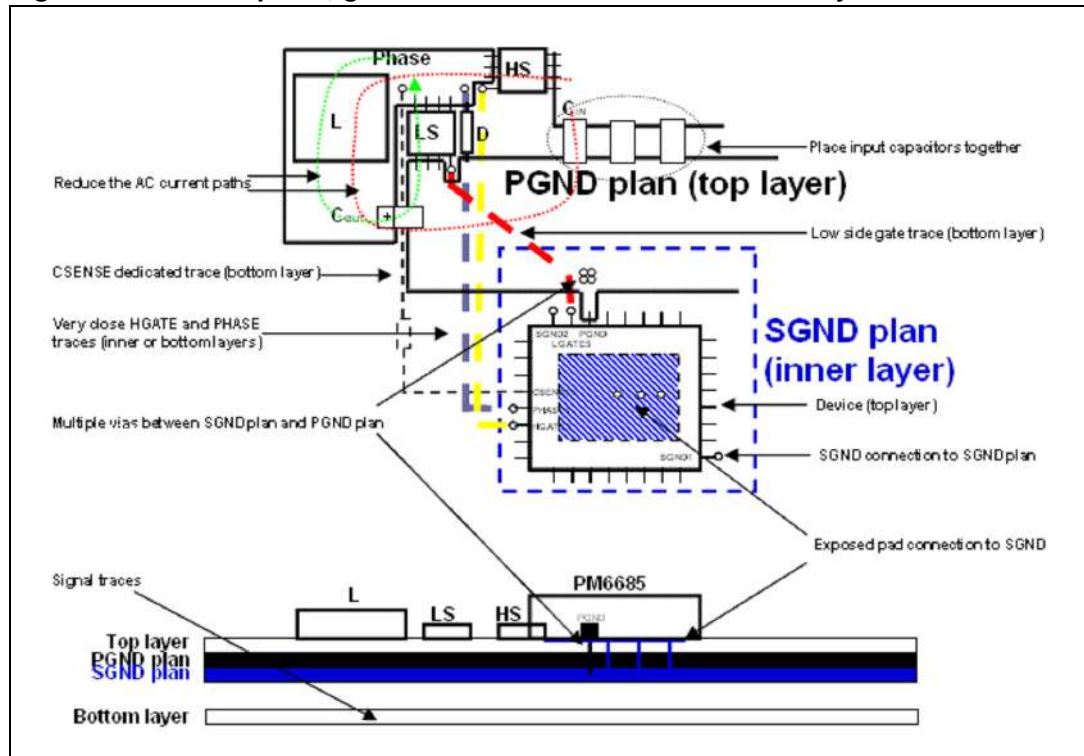 Phase
HS
L
LS
D
C IN
Place input capacitors together
PGND plan (top layer)
Reduce the AC current paths
+
Low side gate trace (bottom layer)
CSENSE dedicated trace (bottom layer)
Very close HGATE and PHASE
traces (inner or bottom layers)
SGND plan
(inner layer)
SGND2 PGND
CSENSE
Device (top layer)
PHASE
HGATE
Multiple vias between SGND plan and PGND plan
SGND connection to SGND plan
SGND1
Exposed pad connection to SGND
Signal traces
PM6685
L
LS
HS
PGND
Top layer
PGND plan
SGND plan
Bottom layer